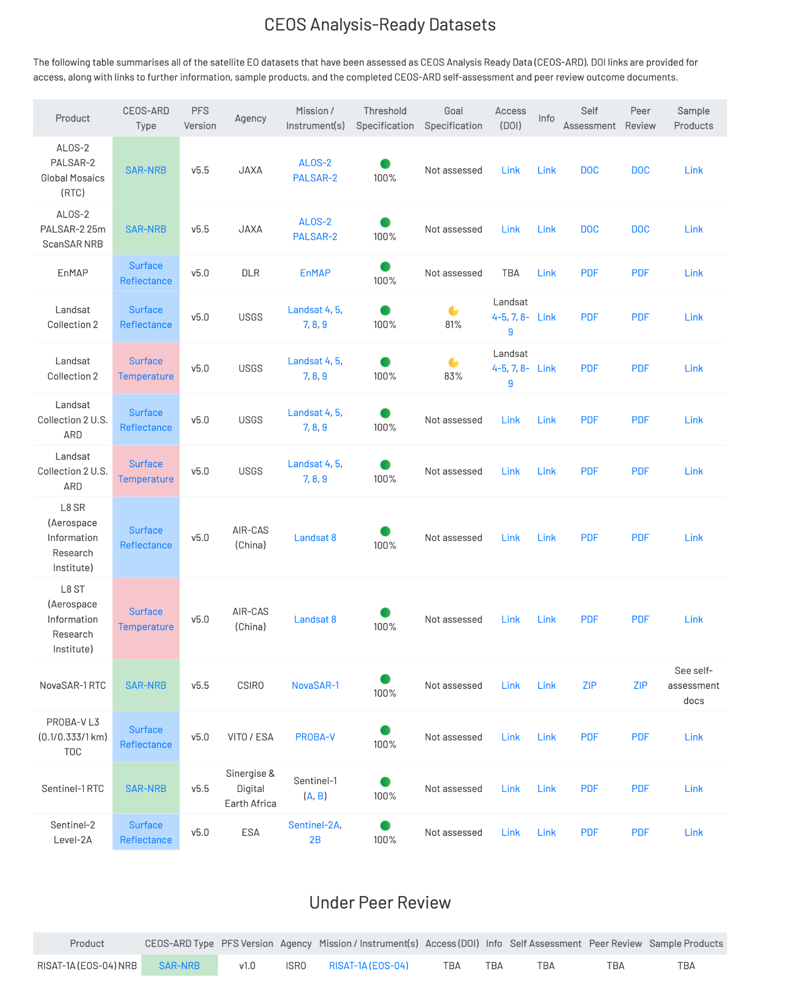 CEOS Analysis-Ready Datasets
The following table summarises all of the satellite EO datasets that have been assessed as CEOS Analysis Ready Data (CEOS-ARD). DOI links are provided for
access, along with links to further information, sample products, and the completed CEOS-ARD self-assessment and peer review outcome documents.
Product
CEOS-ARD
Type
PFS
Version
Agency
Mission /
Instrument(s)
Threshold
Specification
Goal
Specification
Access
(DOI)
Info
Self
Assessment
Peer
Review
Sample
Products
ALOS-2
PALSAR-2
Global Mosaics
(RTC)
SAR-NRB
v5.5
JAXA
ALOS-2
PALSAR-2
100%
Not assessed
Link
Link
DOC
DOC
Link
ALOS-2
PALSAR-2 25m
ScanSAR NRB
SAR-NRB
v5.5
JAXA
ALOS-2
PALSAR-2
100%
Not assessed
Link
Link
DOC
DOC
Link
EnMAP
Surface
Reflectance
v5.0
DLR
EnMAP
100%
Not assessed
TBA
Link
PDF
PDF
Link
Landsat
Collection 2
Surface
Reflectance
v5.0
USGS
Landsat 4, 5,
7, 8, 9
100%
81%
Landsat
4-5, 7, 8-
9
Link
PDF
PDF
Link
Landsat
Collection 2
Surface
Temperature
v5.0
USGS
Landsat 4, 5,
7, 8, 9
100%
83%
Landsat
4-5, 7, 8-
9
Link
PDF
PDF
Link
Landsat
Collection 2 U.S.
ARD
Surface
Reflectance
v5.0
USGS
Landsat 4, 5,
7, 8, 9
100%
Not assessed
Link
Link
PDF
PDF
Link
Landsat
Collection 2 U.S.
ARD
Surface
Temperature
v5.0
USGS
Landsat 4, 5,
7, 8, 9
100%
Not assessed
Link
Link
PDF
PDF
Link
L8 SR
(Aerospace
Information
Research
Institute)
Surface
Reflectance
v5.0
AIR-CAS
(China)
Landsat 8
100%
Not assessed
Link
Link
PDF
PDF
Link
L8 ST
(Aerospace
Information
Research
Institute)
Surface
Temperature
v5.0
AIR-CAS
(China)
Landsat 8
100%
Not assessed
Link
Link
PDF
PDF
Link
NovaSAR-1 RTC
SAR-NRB
v5.5
CSIRO
NovaSAR-1
100%
Not assessed
Link
Link
ZIP
ZIP
See self-
assessment
docs
PROBA-V L3
(0.1/0.333/1 km)
TOC
Surface
Reflectance
v5.0
VITO / ESA
PROBA-V
100%
Not assessed
Link
Link
PDF
PDF
Link
Sentinel-1 RTC
SAR-NRB
v5.5
Sinergise &
Digital
Earth Africa
Sentinel-1
(A, B)
100%
Not assessed
Link
Link
PDF
PDF
Link
Sentinel-2
Level-2A
Surface
Reflectance
v5.0
ESA
Sentinel-2A,
2B
100%
Not assessed
Link
Link
PDF
PDF
Link
Under Peer Review
Product
CEOS-ARD Type
PFS Version
Agency
Mission / Instrument(s)
Access (DOI)
Info
Self Assessment
Peer Review
Sample Products
RISAT-1A (EOS-04) NRB
SAR-NRB
v1.0
ISRO
RISAT-1A (EOS-04)
TBA
TBA
TBA
TBA
TBA